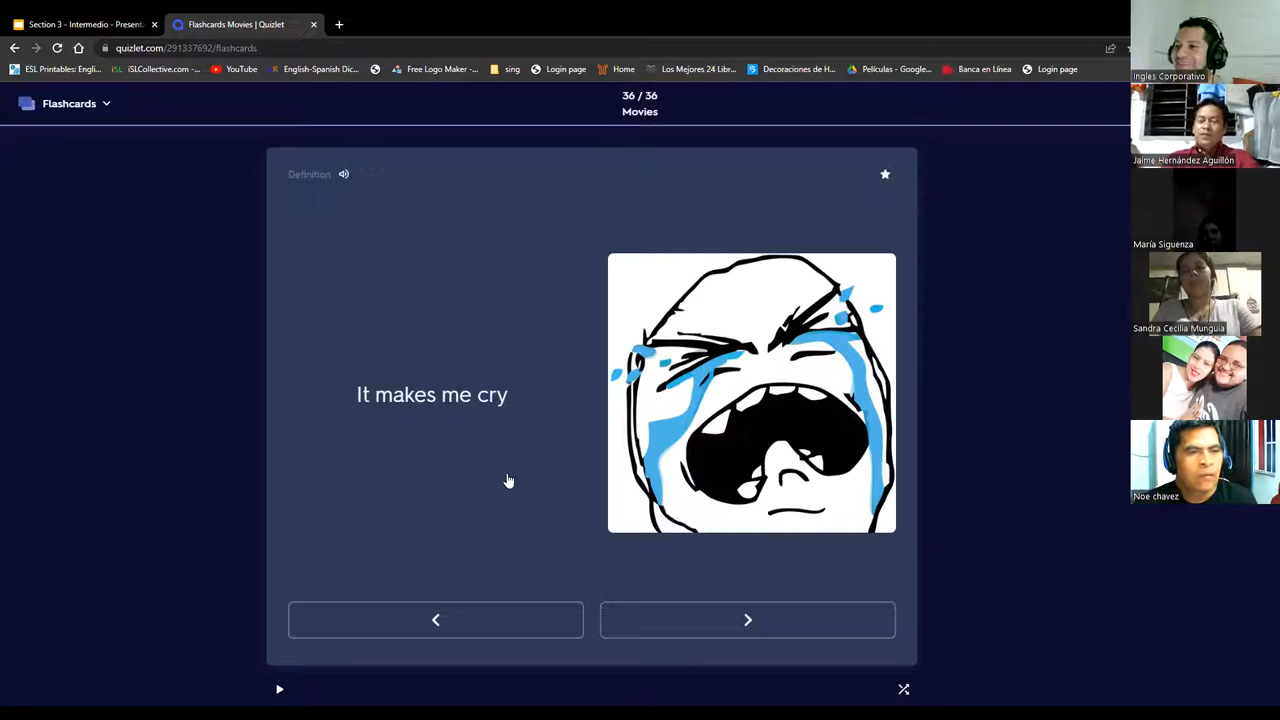 Section 3 - Intermedio - Present
Flashcards Movies | Quizlet
quizlet.com/291337692/flashcards
ESL Printables: Engli...
iSLCollective.com -...
YouTube
English-Spanish Dic...
Free Logo Maker -...
sing
Login page
Home
Los Mejores 24 Libr...
Decoraciones de H...
Películas - Google...
Banca en Línea
Login page
Flashcards
36 / 36
Movies
Definition
It makes me cry
Ingles Corporativo
Jaime Hernández Aguillón
María Siguenza
Sandra Cecilia Munguia
Noe chavez